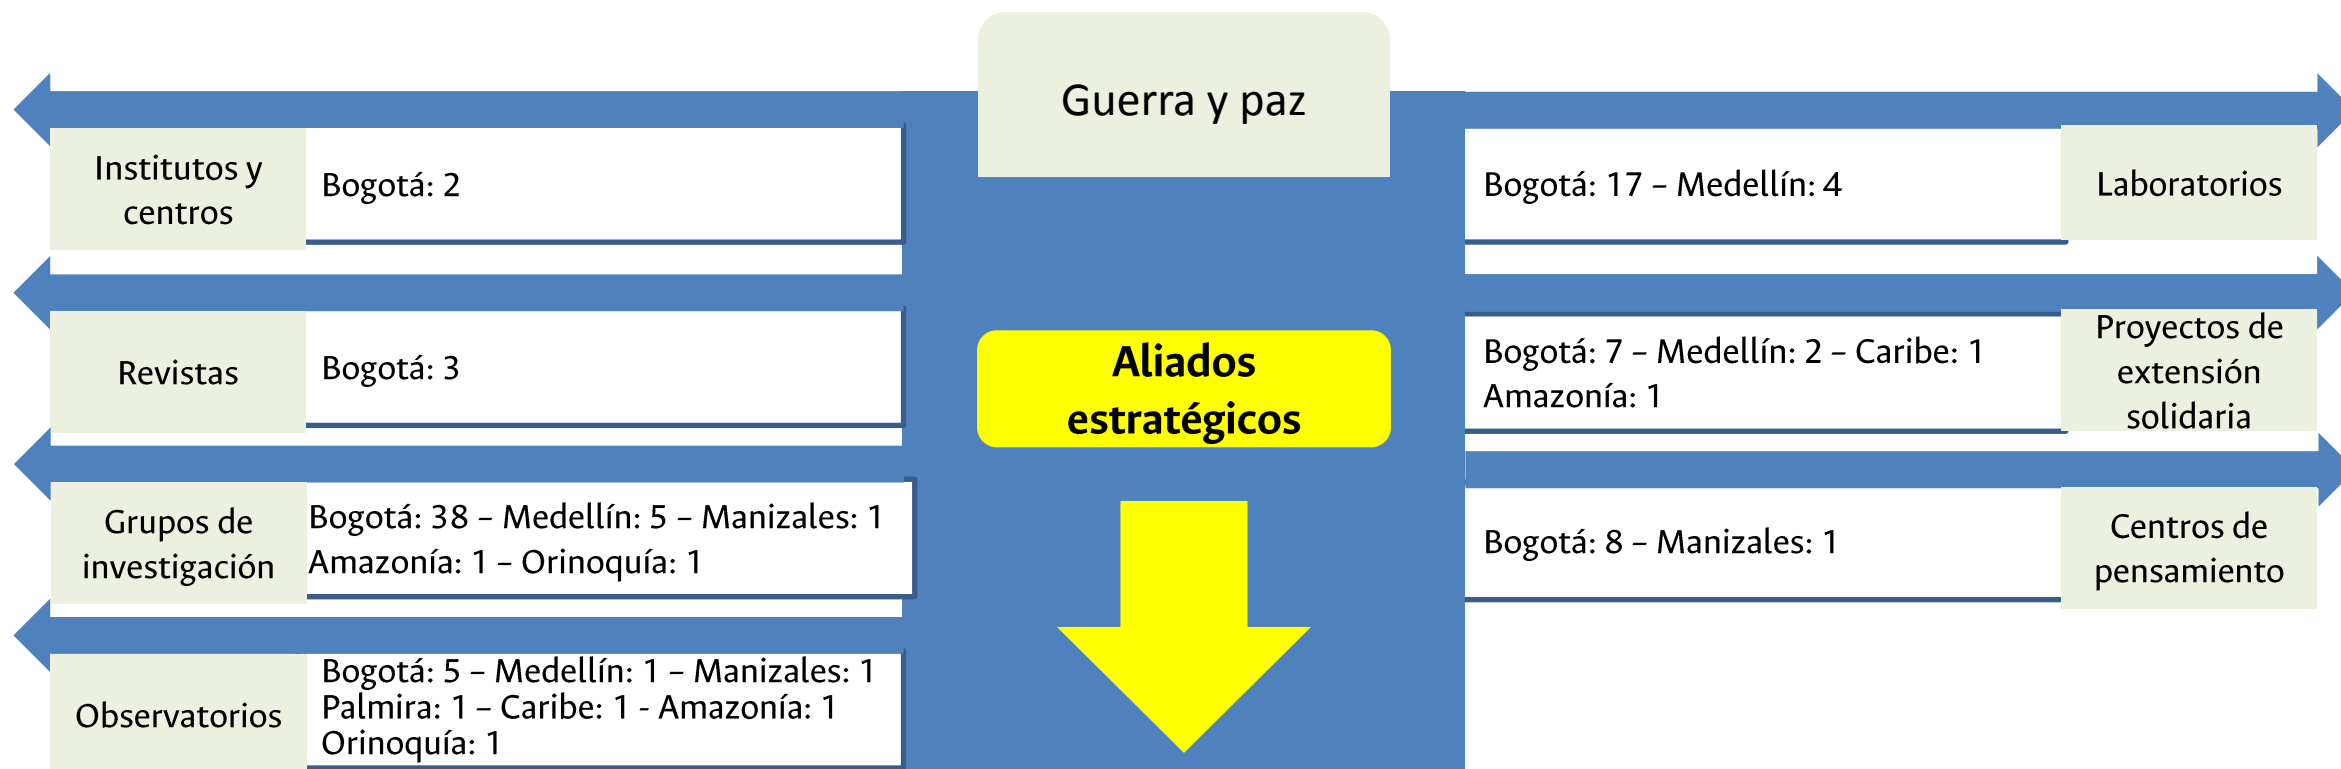 Guerra y paz
Institutos y
centros
Bogotá: 2
Revistas
Bogotá: 3
Grupos de
investigación
Bogotá: 38 – Medellín: 5 – Manizales: 1
Amazonía: 1 – Orinoquía: 1
Observatorios
Bogotá: 5 – Medellín: 1 – Manizales: 1
Palmira: 1 – Caribe: 1 - Amazonía: 1
Orinoquía: 1
Aliados
estratégicos
Bogotá: 17 – Medellín: 4
Laboratorios
Bogotá: 7 – Medellín: 2 – Caribe: 1
Amazonía: 1
Proyectos de
extensión
solidaria
Bogotá: 8 – Manizales: 1
Centros de
pensamiento